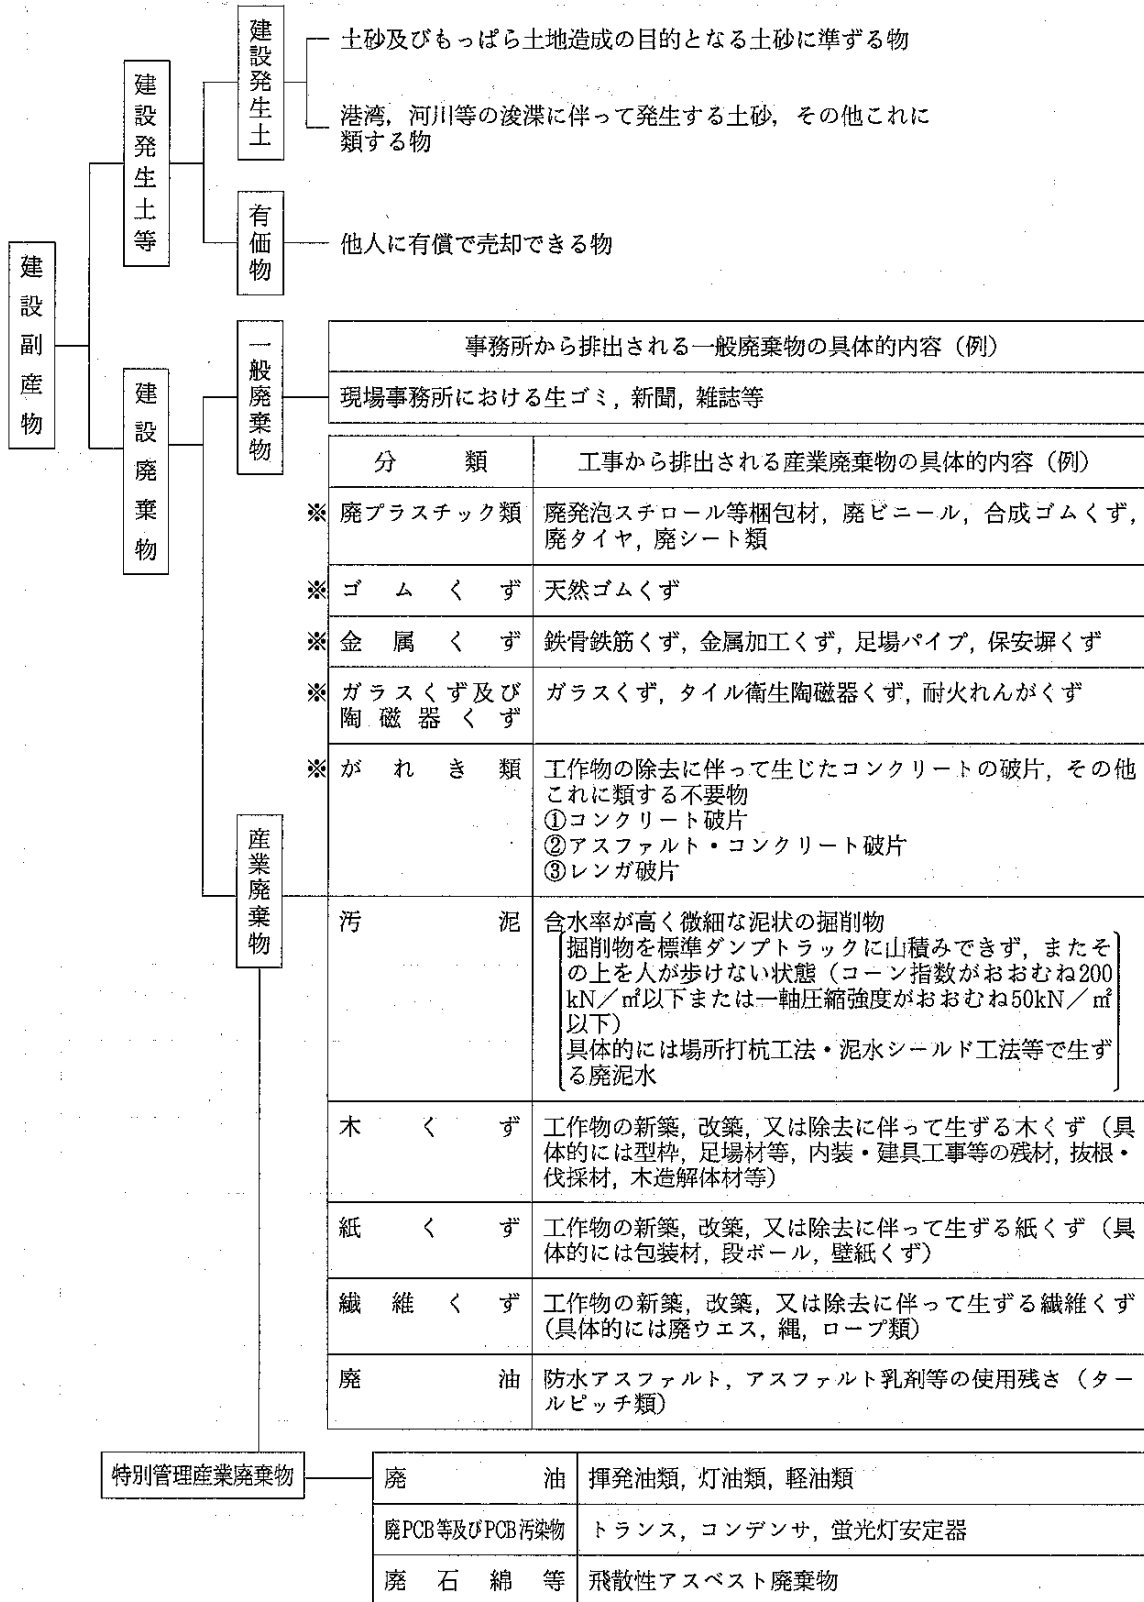 建設副産物
建設発生土等
建設発生土
土砂及びもっぱら土地造成の目的となる土砂に準ずる物
港湾，河川等の浚渫に伴って発生する土砂，その他これに
類する物
有価物
他人に有償で売却できる物
建設廃棄物
一般廃棄物
事務所から排出される一般廃棄物の具体的内容（例）
現場事務所における生ゴミ，新聞，雑誌等
産業廃棄物
分類 工事から排出される産業廃棄物の具体的内容（例）
※ 廃プラスチック類 廃発泡スチロール等梱包材，廃ビニール，合成ゴムくず，
廃タイヤ，廃シート類
※ ゴムくず 天然ゴムくず
※ 金属くず 鉄骨鉄筋くず，金属加工くず，足場パイプ，保安塀くず
※ ガラスくず及び ガラスくず，タイル衛生陶磁器くず，耐火れんがくず
陶磁器くず
※ がれき類 工作物の除去に伴って生じたコンクリートの破片，その他
これに類する不要物
①コンクリート破片
②アスファルト・コンクリート破片
③レンガ破片
汚泥 含水率が高く微細な泥状の掘削物
掘削物を標準ダンプトラックに山積みできず，またそ
の上を人が歩けない状態（コーン指数がおおむね200
kN／㎡以下または一軸圧縮強度がおおむね50kN／㎡
以下）
具体的には場所打杭工法・泥水シールド工法等で生ず
る廃泥水
木くず 工作物の新築，改築，又は除去に伴って生ずる木くず（具
体的には型枠，足場材等，内装・建具工事等の残材，抜根・
伐採材，木造解体材等）
紙くず 工作物の新築，改築，又は除去に伴って生ずる紙くず（具
体的には包装材，段ボール，壁紙くず）
繊維くず 工作物の新築，改築，又は除去に伴って生ずる繊維くず
（具体的には廃ウエス，縄，ロープ類）
廃油 防水アスファルト，アスファルト乳剤等の使用残さ（ター
ルピッチ類）
特別管理産業廃棄物
廃油 揮発油類，灯油類，軽油類
廃PCB等及びPCB汚染物 トランス，コンデンサ，蛍光灯安定器
廃石綿等 飛散性アスベスト廃棄物